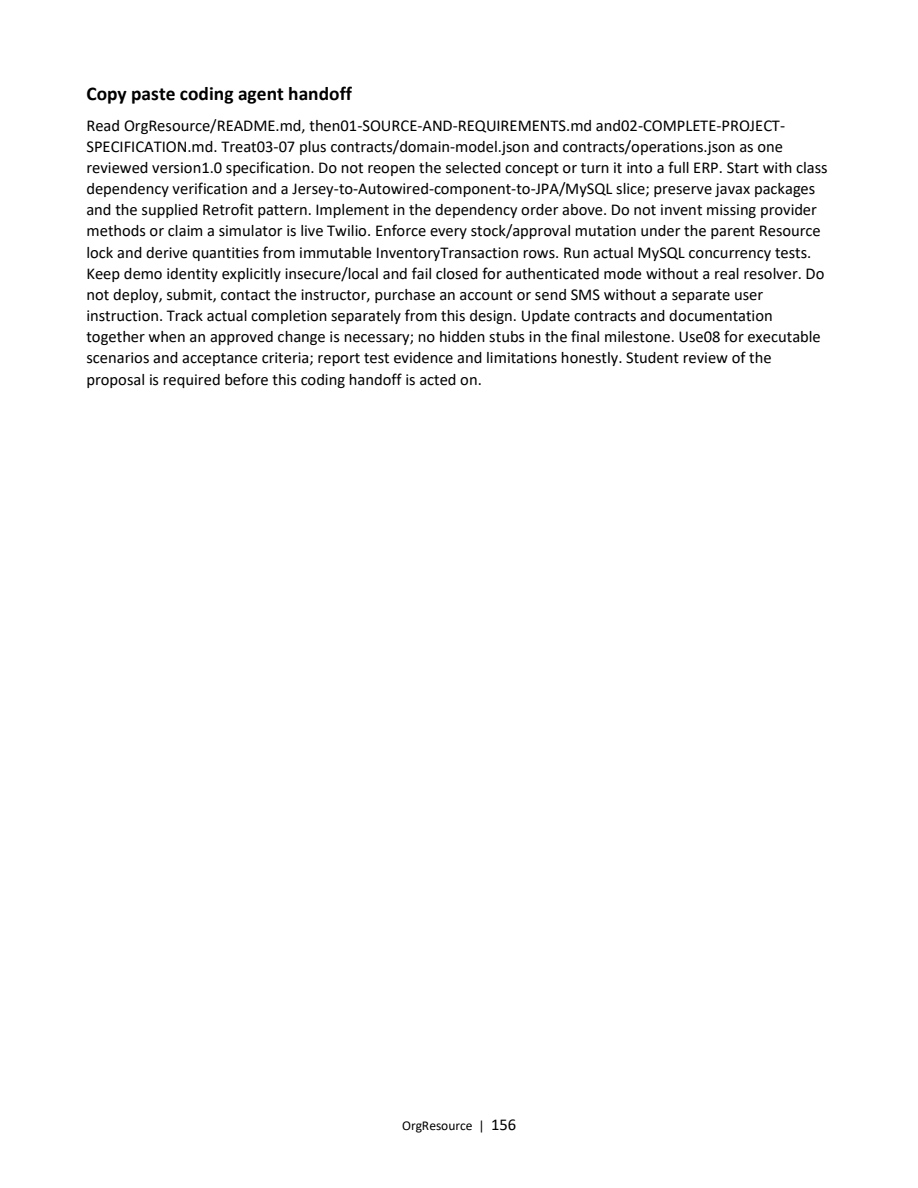 Copy paste coding agent handoff
Read OrgResource/README.md, then01-SOURCE-AND-REQUIREMENTS.md and02-COMPLETE-PROJECT-
SPECIFICATION.md. Treat03-07 plus contracts/domain-model.json and contracts/operations.json as one
reviewed version1.0 specification. Do not reopen the selected concept or turn it into a full ERP. Start with class
dependency verification and a Jersey-to-Autowired-component-to-JPA/MySQL slice; preserve javax packages
and the supplied Retrofit pattern. Implement in the dependency order above. Do not invent missing provider
methods or claim a simulator is live Twilio. Enforce every stock/approval mutation under the parent Resource
lock and derive quantities from immutable InventoryTransaction rows. Run actual MySQL concurrency tests.
Keep demo identity explicitly insecure/local and fail closed for authenticated mode without a real resolver. Do
not deploy, submit, contact the instructor, purchase an account or send SMS without a separate user
instruction. Track actual completion separately from this design. Update contracts and documentation
together when an approved change is necessary; no hidden stubs in the final milestone. Use08 for executable
scenarios and acceptance criteria; report test evidence and limitations honestly. Student review of the
proposal is required before this coding handoff is acted on.
OrgResource | 156